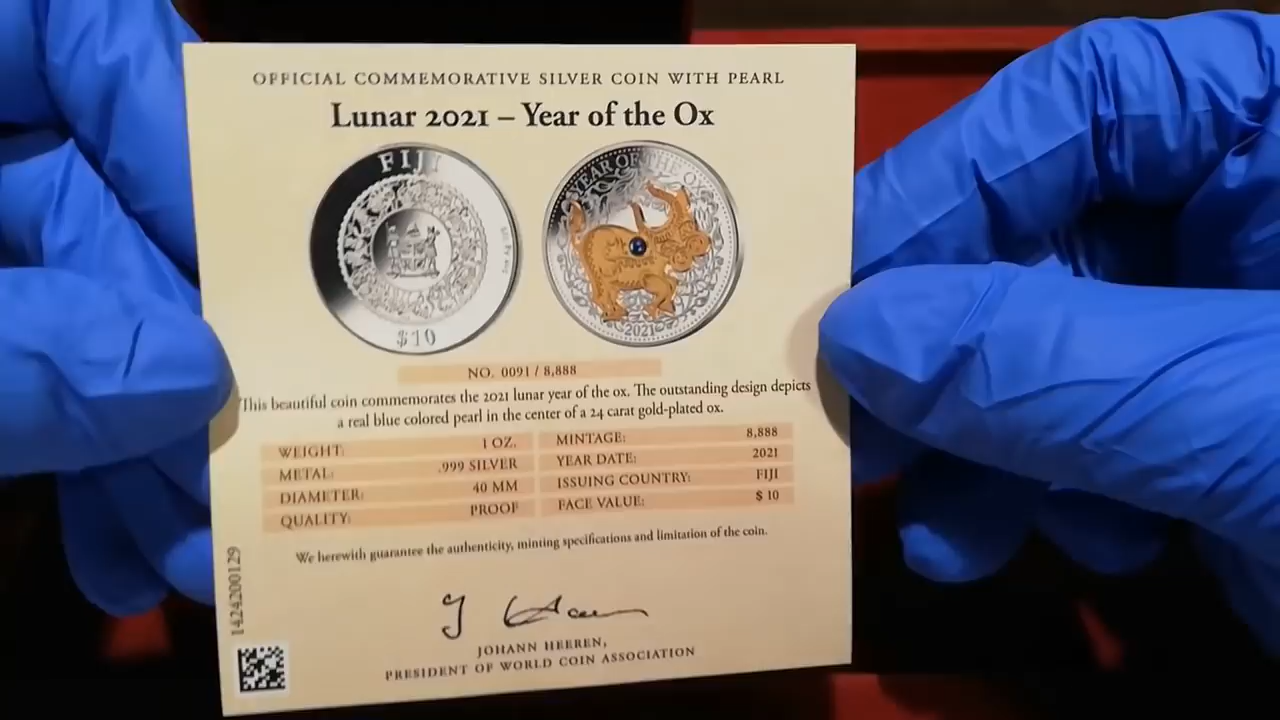 OFFICIAL COMMEMORATIVE SILVER COIN WITH PEARL
Lunar 2021 – Year of the Ox
FIJI
$10
YEAR OF THE OX
2021
NO. 0091 / 8,888
This beautiful coin commemorates the 2021 lunar year of the ox. The outstanding design depicts
a real blue colored pearl in the center of a 24 carat gold-plated ox.
WEIGHT: 1 OZ.
METAL: .999 SILVER
DIAMETER: 40 MM
QUALITY: PROOF
MINTAGE: 8,888
YEAR DATE: 2021
ISSUING COUNTRY: FIJI
FACE VALUE: $ 10
We herewith guarantee the authenticity, minting specifications and limitation of the coin.
JOHANN HEEREN,
PRESIDENT OF WORLD COIN ASSOCIATION
1424200129